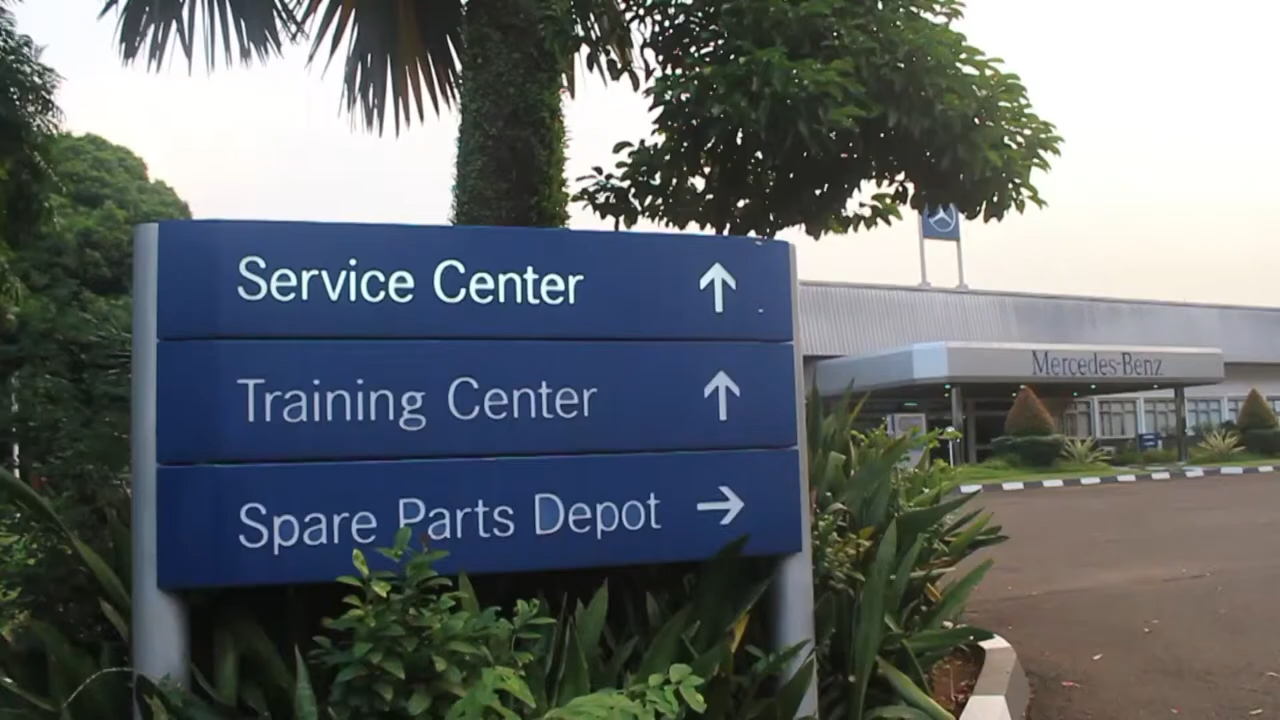 Service Center ↑
Training Center ↑
Spare Parts Depot →
Mercedes-Benz